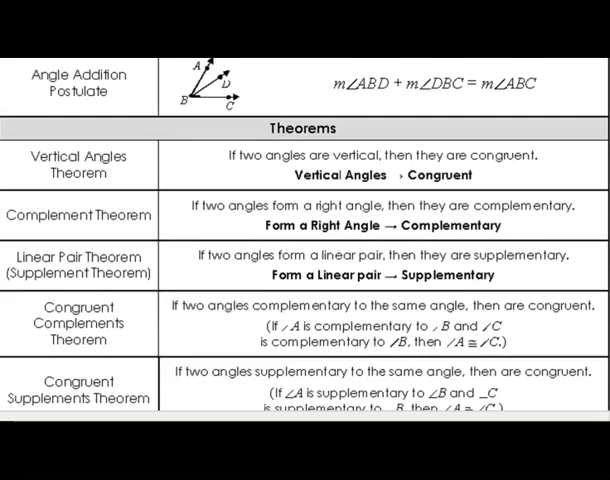 Angle Addition
Postulate
A
D
B
C
m∠ABD + m∠DBC = m∠ABC
Theorems
Vertical Angles
Theorem
If two angles are vertical, then they are congruent.
Vertical Angles → Congruent
Complement Theorem
If two angles form a right angle, then they are complementary.
Form a Right Angle → Complementary
Linear Pair Theorem
(Supplement Theorem)
If two angles form a linear pair, then they are supplementary.
Form a Linear pair → Supplementary
Congruent
Complements
Theorem
If two angles complementary to the same angle, then are congruent.
(If ∠A is complementary to ∠B and ∠C
is complementary to ∠B, then ∠A ≅ ∠C.)
Congruent
Supplements Theorem
If two angles supplementary to the same angle, then are congruent.
(If ∠A is supplementary to ∠B and ∠C
is supplementary to ∠B, then ∠A ≅ ∠C.)